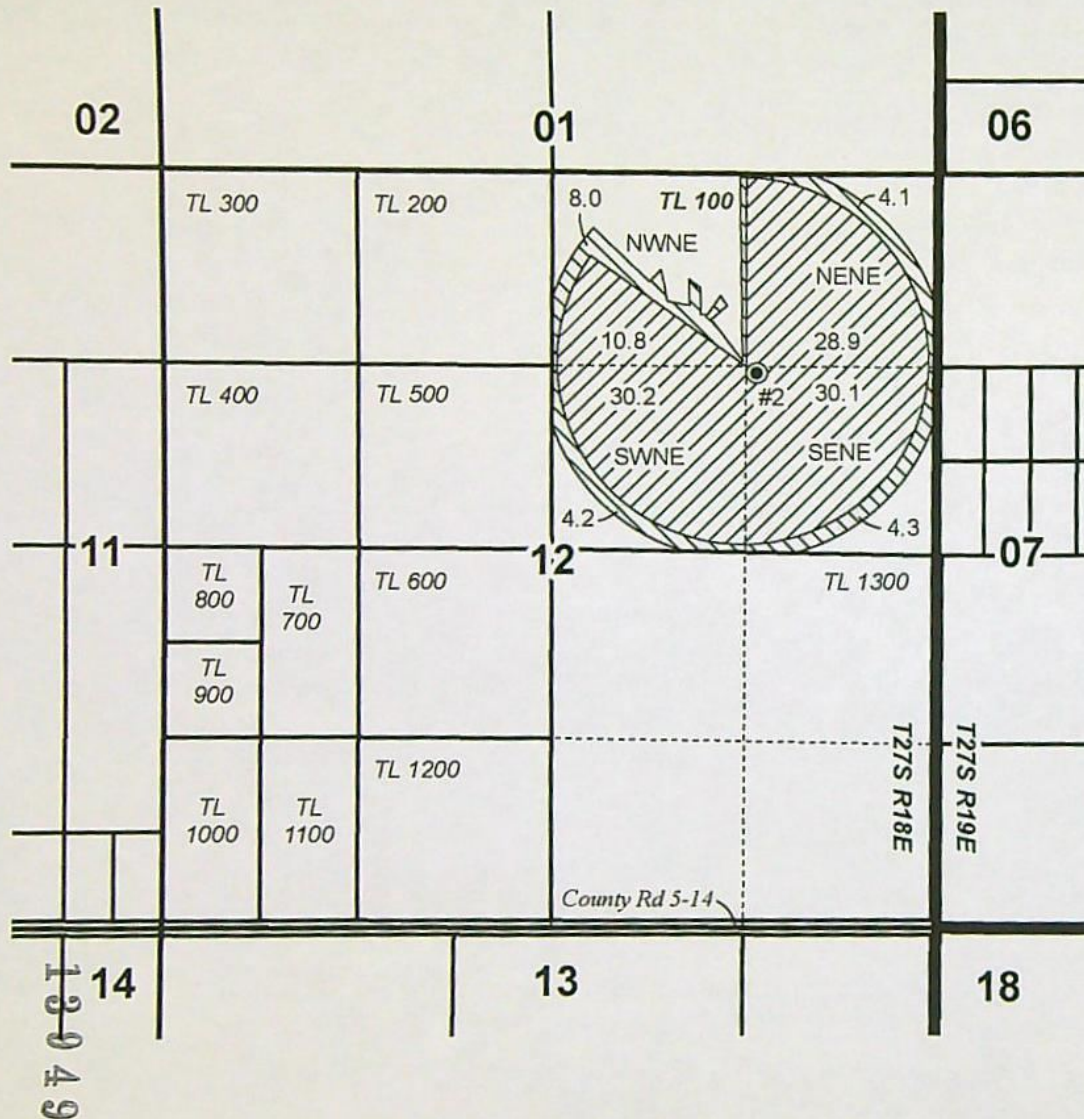 02
01
06
TL 300
TL 200
8.0
TL 100
4.1
NWNE
NENE
10.8
28.9
TL 400
TL 500
30.2
#2
30.1
SWNE
SENE
4.2
4.3
11
12
07
TL
800
TL
700
TL 600
TL 1300
TL
900
T27S R18E
T27S R19E
TL 1200
TL
1000
TL
1100
County Rd 5-14
14
13
18
13049